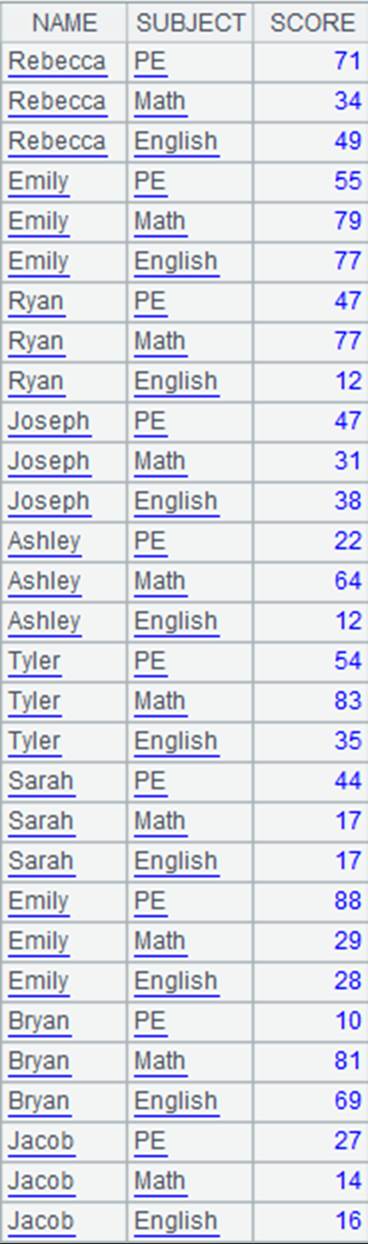 NAME SUBJECT SCORE
Rebecca PE 71
Rebecca Math 34
Rebecca English 49
Emily PE 55
Emily Math 79
Emily English 77
Ryan PE 47
Ryan Math 77
Ryan English 12
Joseph PE 47
Joseph Math 31
Joseph English 38
Ashley PE 22
Ashley Math 64
Ashley English 12
Tyler PE 54
Tyler Math 83
Tyler English 35
Sarah PE 44
Sarah Math 17
Sarah English 17
Emily PE 88
Emily Math 29
Emily English 28
Bryan PE 10
Bryan Math 81
Bryan English 69
Jacob PE 27
Jacob Math 14
Jacob English 16